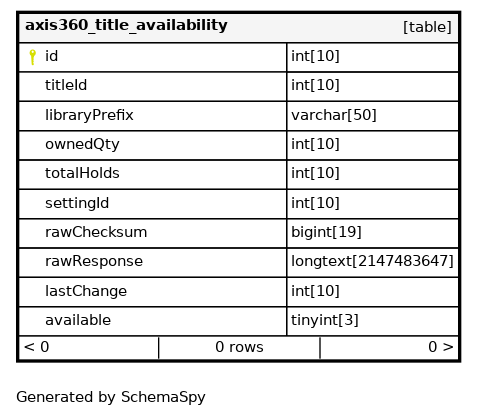 axis360_title_availability [table]
id int[10]
titleId int[10]
libraryPrefix varchar[50]
ownedQty int[10]
totalHolds int[10]
settingId int[10]
rawChecksum bigint[19]
rawResponse longtext[2147483647]
lastChange int[10]
available tinyint[3]
< 0 0 rows 0 >
Generated by SchemaSpy